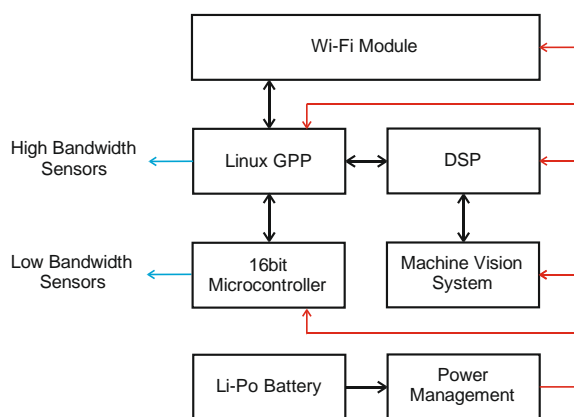 Wi-Fi Module
High Bandwidth
Sensors
Linux GPP
DSP
Low Bandwidth
Sensors
16bit
Microcontroller
Machine Vision
System
Li-Po Battery
Power
Management